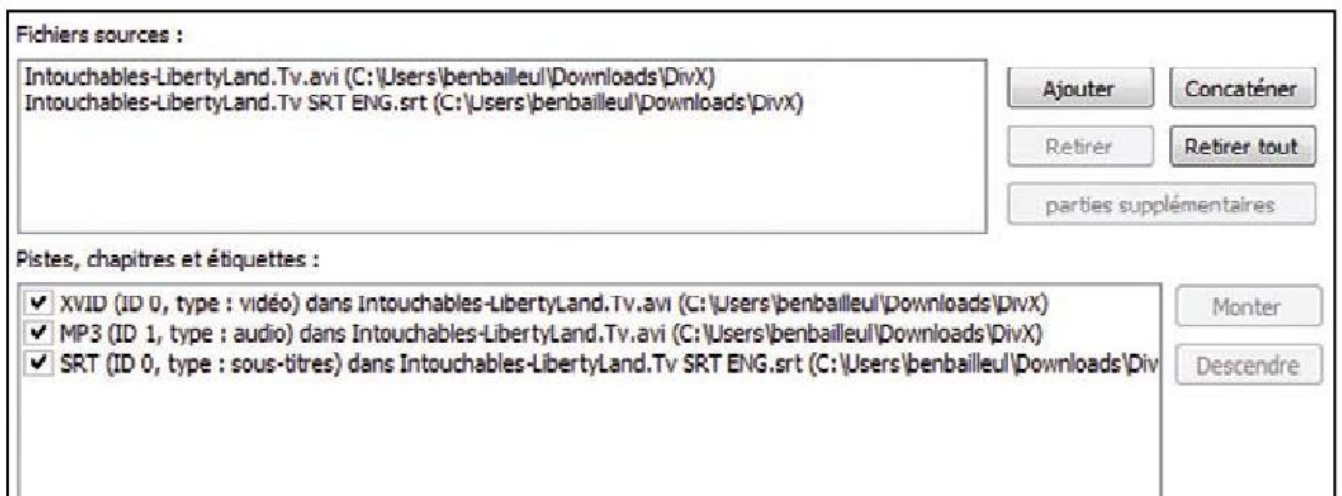 Fichiers sources :
Intouchables-LibertyLand.Tv.avi (C:\Users\benbailleul\Downloads\DivX)
Intouchables-LibertyLand.Tv SRT ENG.srt (C:\Users\benbailleul\Downloads\DivX)
Ajouter
Concaténer
Retirer
Retirer tout
parties supplémentaires
Pistes, chapitres et étiquettes :
XVID (ID 0, type : vidéo) dans Intouchables-LibertyLand.Tv.avi (C:\Users\benbailleul\Downloads\DivX)
MP3 (ID 1, type : audio) dans Intouchables-LibertyLand.Tv.avi (C:\Users\benbailleul\Downloads\DivX)
SRT (ID 0, type : sous-titres) dans Intouchables-LibertyLand.Tv SRT ENG.srt (C:\Users\benbailleul\Downloads\Div
Monter
Descendre